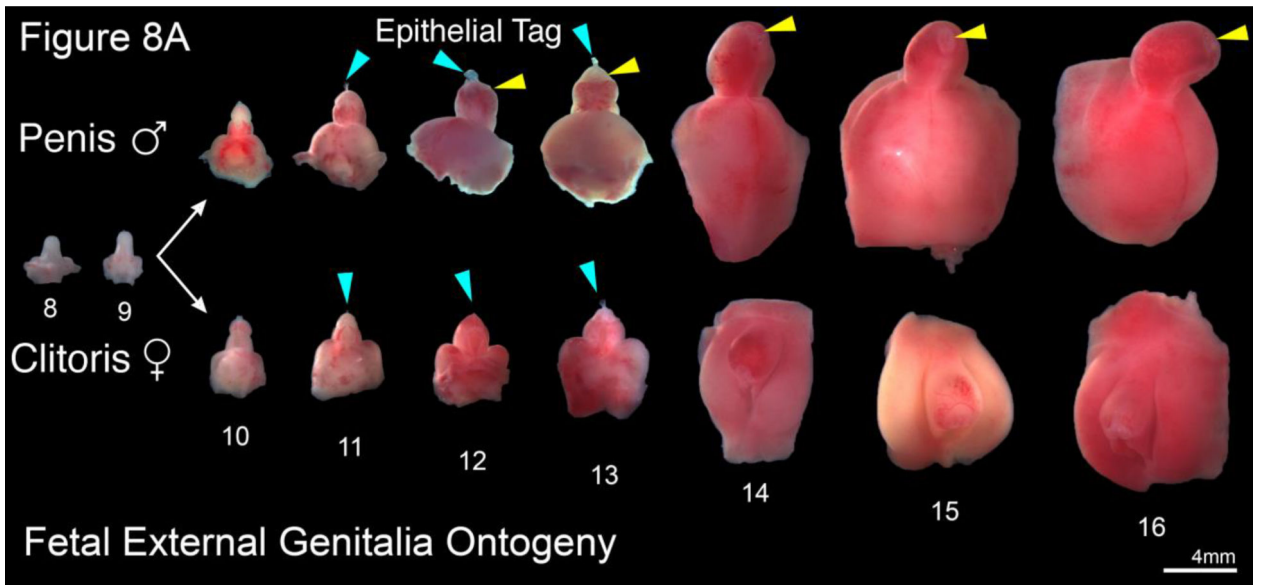 Figure 8A
Epithelial Tag
Penis ♂
8
9
Clitoris ♀
10
11
12
13
14
15
16
Fetal External Genitalia Ontogeny
4mm